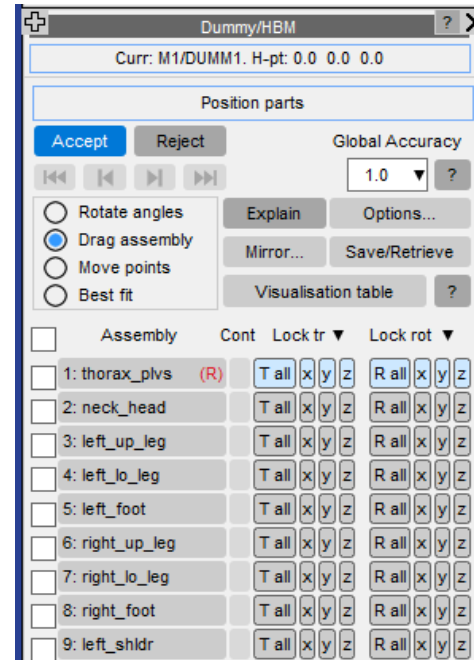 Dummy/HBM ? X
Curr: M1/DUMM1. H-pt: 0.0 0.0 0.0
Position parts
Accept Reject Global Accuracy
1.0 ▼ ?
Rotate angles Explain Options...
Drag assembly
Move points Mirror... Save/Retrieve
Best fit Visualisation table ?
Assembly Cont Lock tr ▼ Lock rot ▼
1: thorax_plvs (R) T all x y z R all x y z
2: neck_head T all x y z R all x y z
3: left_up_leg T all x y z R all x y z
4: left_lo_leg T all x y z R all x y z
5: left_foot T all x y z R all x y z
6: right_up_leg T all x y z R all x y z
7: right_lo_leg T all x y z R all x y z
8: right_foot T all x y z R all x y z
9: left_shldr T all x y z R all x y z